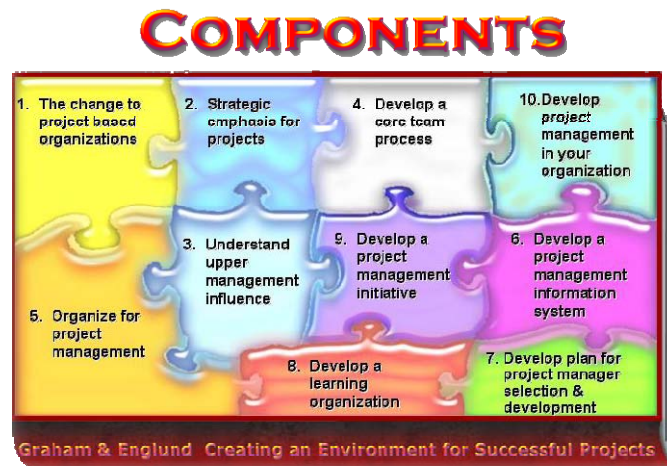 COMPONENTS
1. The change to
project based
organizations
2. Strategic
emphasis for
projects
4. Develop a
core team
process
10.Develop
project
management
in your
organization
3. Understand
upper
management
influence
9. Develop a
project
management
initiative
6. Develop a
project
management
information
system
5. Organize for
project
management
8. Develop a
learning
organization
7. Develop plan for
project manager
selection &
development
Graham & Englund Creating an Environment for Successful Projects